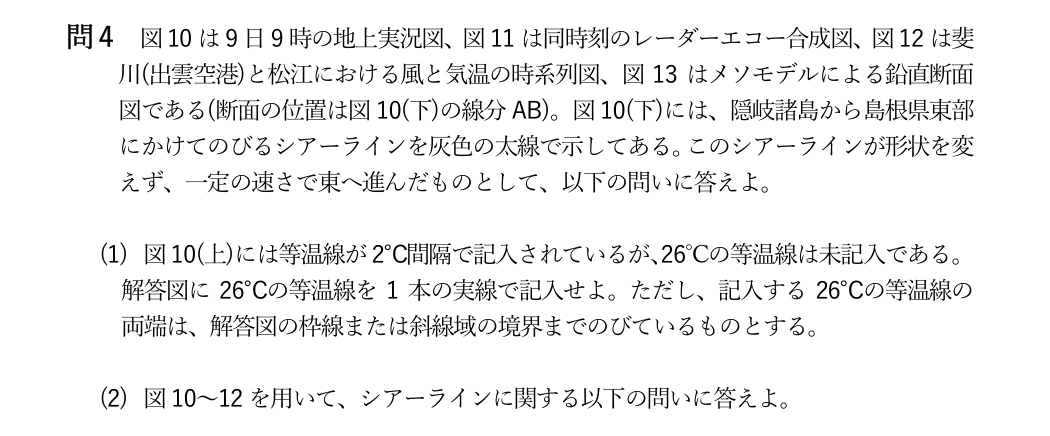 問4 図10は9日9時の地上実況図、図11は同時刻のレーダーエコー合成図、図12は斐
川(出雲空港)と松江における風と気温の時系列図、図 13 はメソモデルによる鉛直断面
図である(断面の位置は図10(下)の線分 AB)。図10(下)には、隠岐諸島から島根県東部
にかけてのびるシアーラインを灰色の太線で示してある。このシアーラインが形状を変
えず、一定の速さで東へ進んだものとして、以下の問いに答えよ。
(1) 図10(上)には等温線が2℃間隔で記入されているが、26℃の等温線は未記入である。
解答図に 26℃の等温線を 1 本の実線で記入せよ。ただし、記入する 26℃の等温線の
両端は、解答図の枠線または斜線域の境界までのびているものとする。
(2) 図10〜12を用いて、シアーラインに関する以下の問いに答えよ。